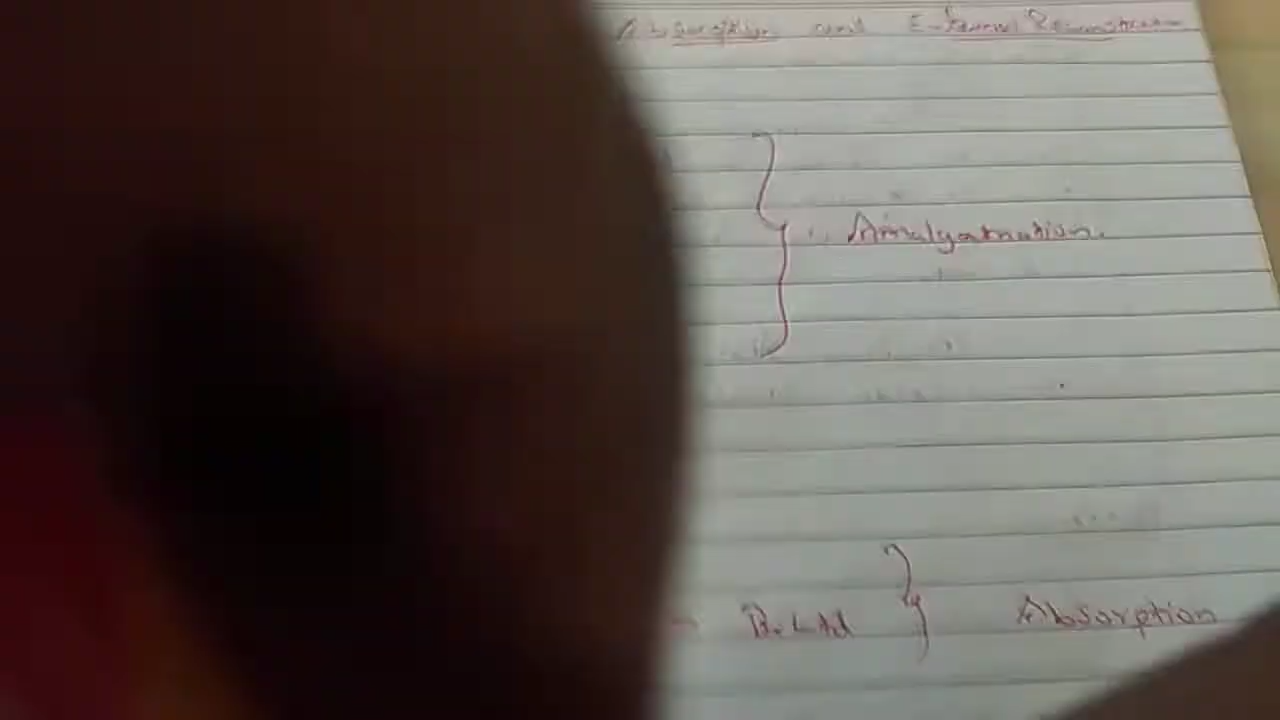 Absorption and External Reconstruction
Amalgamation.
B. Ltd Absorption